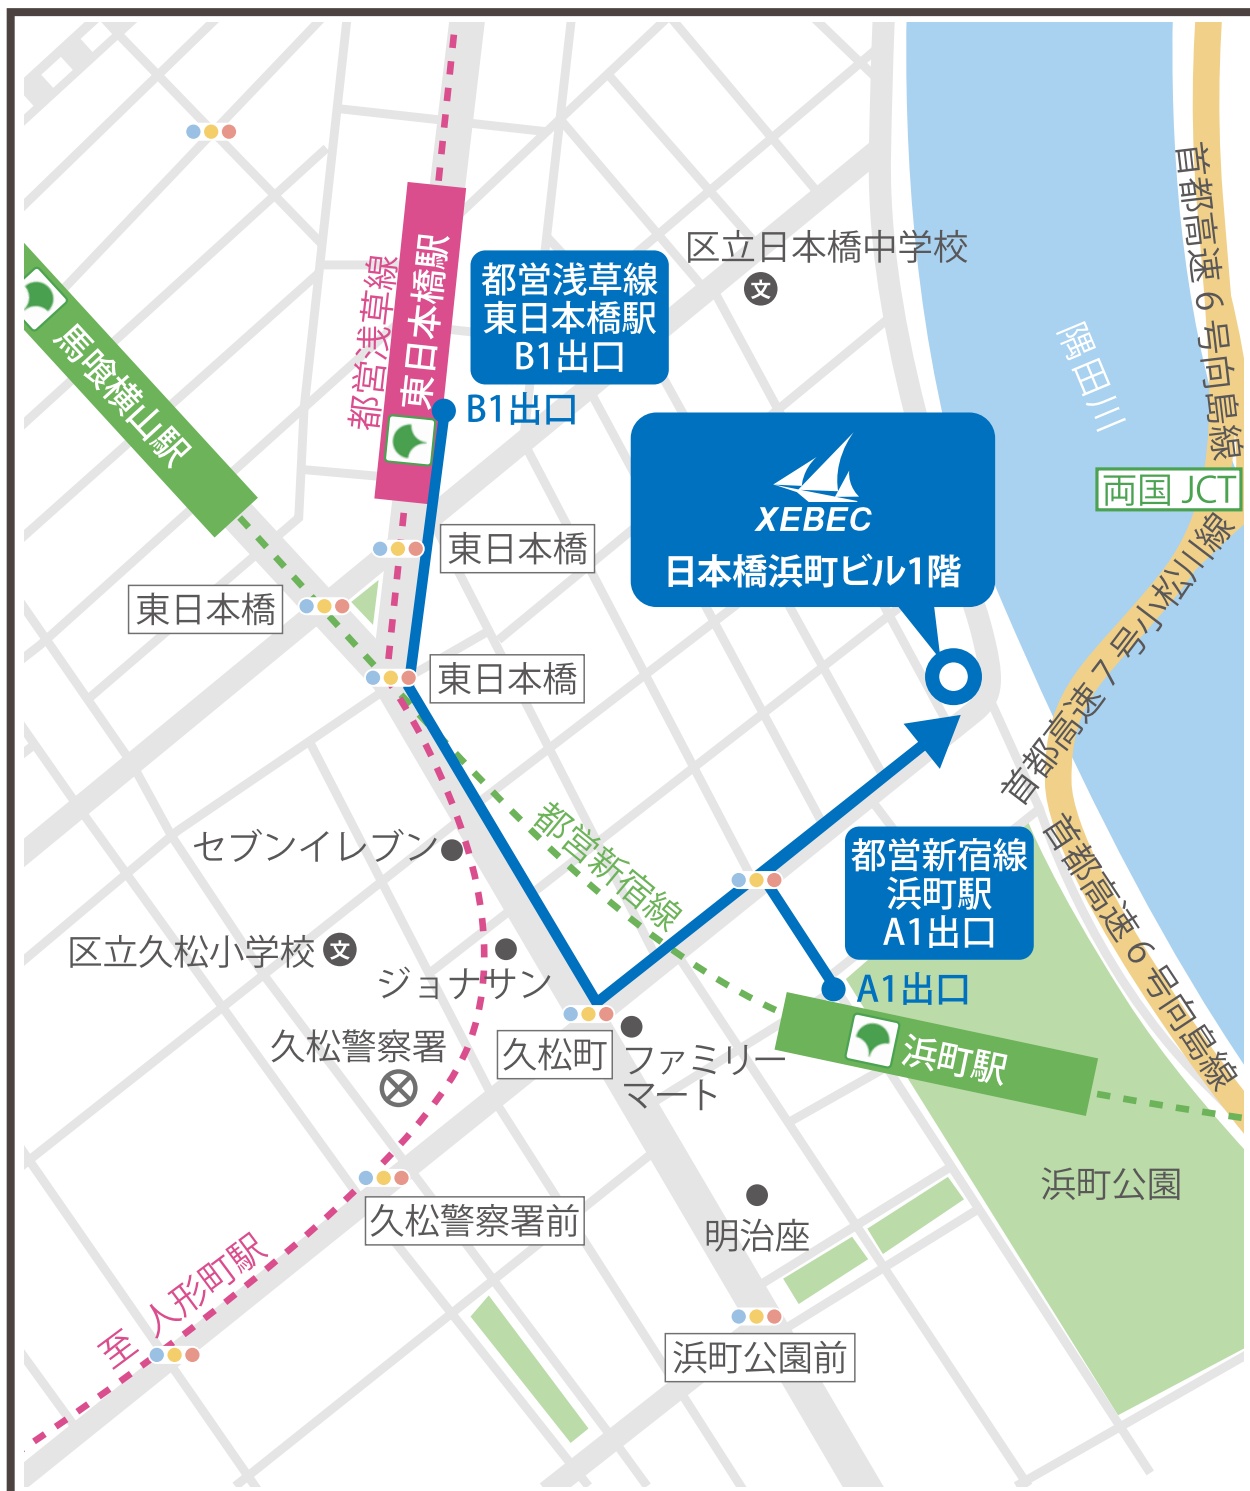 首都高速 6 号向島線
区立日本橋中学校
文
都営浅草線
東日本橋駅
都営浅草線
東日本橋駅
B1出口
B1出口
馬喰横山駅
隅田川
XEBEC
日本橋浜町ビル1階
両国 JCT
東日本橋
東日本橋
東日本橋
首都高速 7 号小松川線
セブンイレブン
都営新宿線
都営新宿線
浜町駅
A1出口
A1出口
首都高速 6 号向島線
区立久松小学校
文
ジョナサン
久松警察署
久松町
ファミリー
マート
浜町駅
浜町公園
久松警察署前
明治座
至 人形町駅
浜町公園前